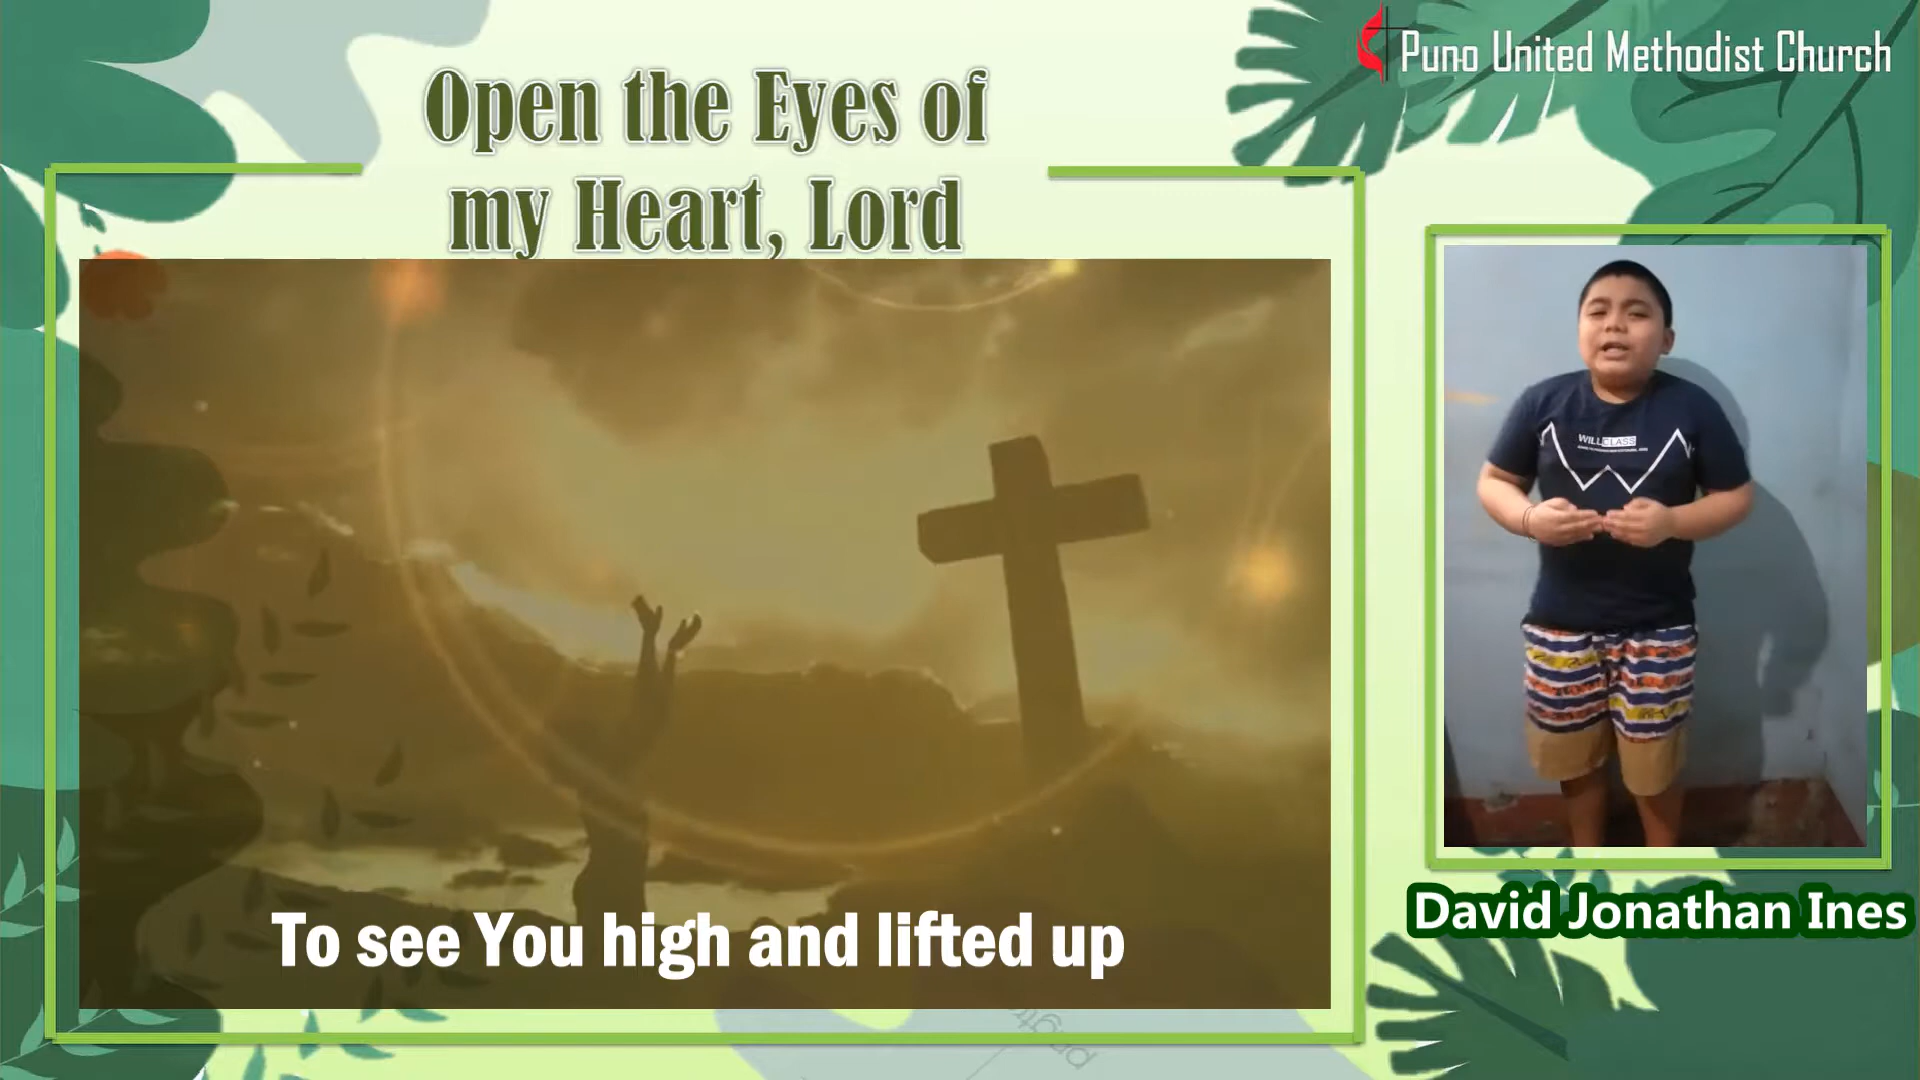 Puno United Methodist Church
Open the Eyes of
my Heart, Lord
WILLCLASS
To see You high and lifted up
David Jonathan Ines